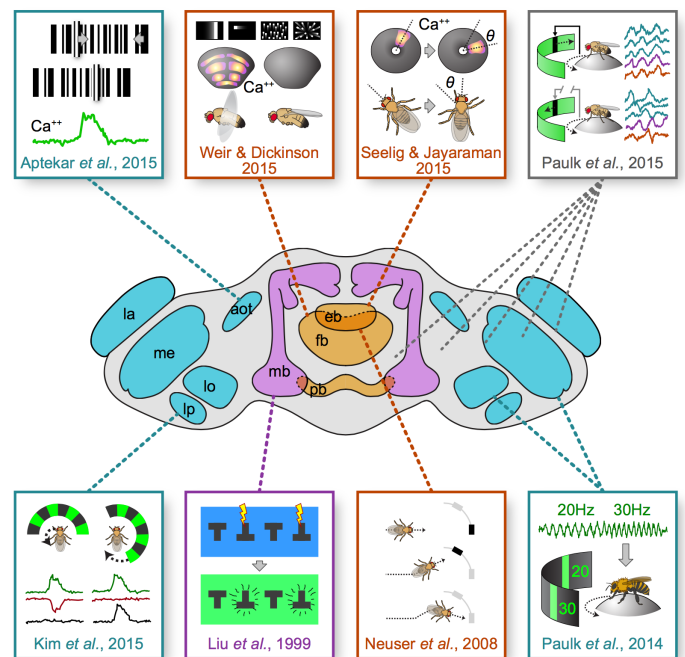 Ca++
Aptekar et al., 2015
Ca++
Weir & Dickinson
2015
Ca++
θ
θ
Seelig & Jayaraman
2015
Paulk et al., 2015
la
me
aot
lo
lp
mb
eb
fb
pb
Kim et al., 2015
T T T T
T T T T
Liu et al., 1999
Neuser et al., 2008
20Hz 30Hz
20
30
Paulk et al., 2014